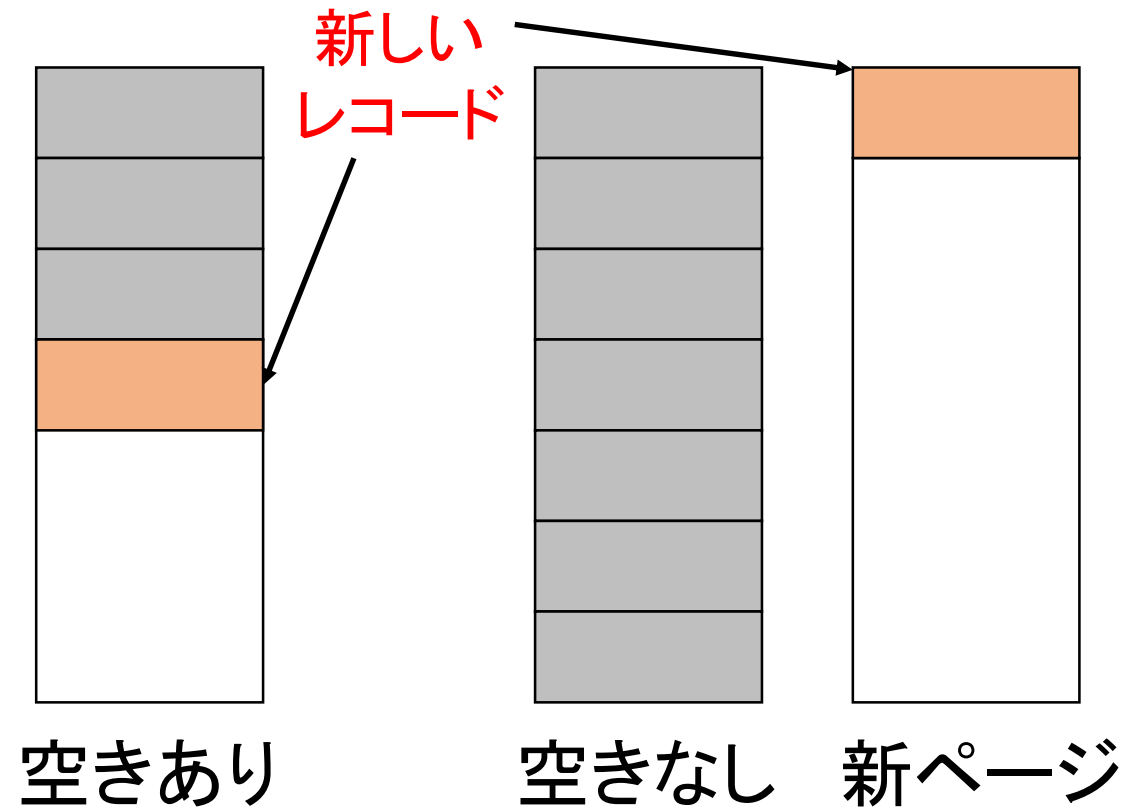 新しい
レコード
空きあり
空きなし
新ページ